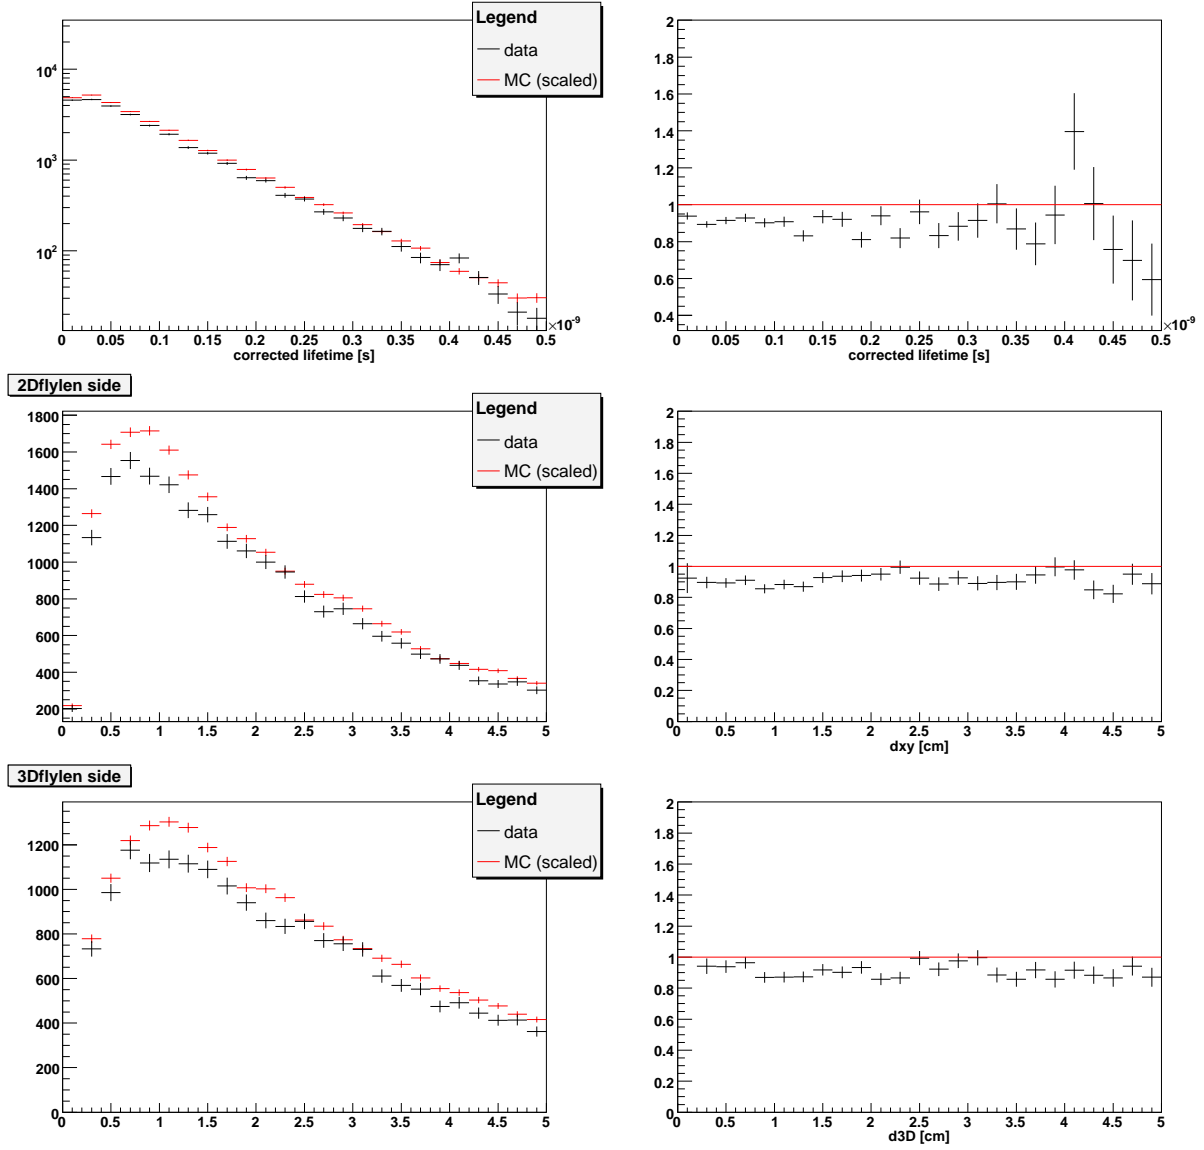 Legend
data
MC (scaled)
10^4
10^3
10^2
0 0.05 0.1 0.15 0.2 0.25 0.3 0.35 0.4 0.45 0.5
×10^-9
corrected lifetime [s]
2
1.8
1.6
1.4
1.2
1
0.8
0.6
0.4
0 0.05 0.1 0.15 0.2 0.25 0.3 0.35 0.4 0.45 0.5
×10^-9
corrected lifetime [s]
2Dflylen side
Legend
data
MC (scaled)
1800
1600
1400
1200
1000
800
600
400
200
0 0.5 1 1.5 2 2.5 3 3.5 4 4.5 5
2
1.8
1.6
1.4
1.2
1
0.8
0.6
0.4
0.2
0
0 0.5 1 1.5 2 2.5 3 3.5 4 4.5 5
dxy [cm]
3Dflylen side
Legend
data
MC (scaled)
1200
1000
800
600
400
200
0
0 0.5 1 1.5 2 2.5 3 3.5 4 4.5 5
2
1.8
1.6
1.4
1.2
1
0.8
0.6
0.4
0.2
0
0 0.5 1 1.5 2 2.5 3 3.5 4 4.5 5
d3D [cm]